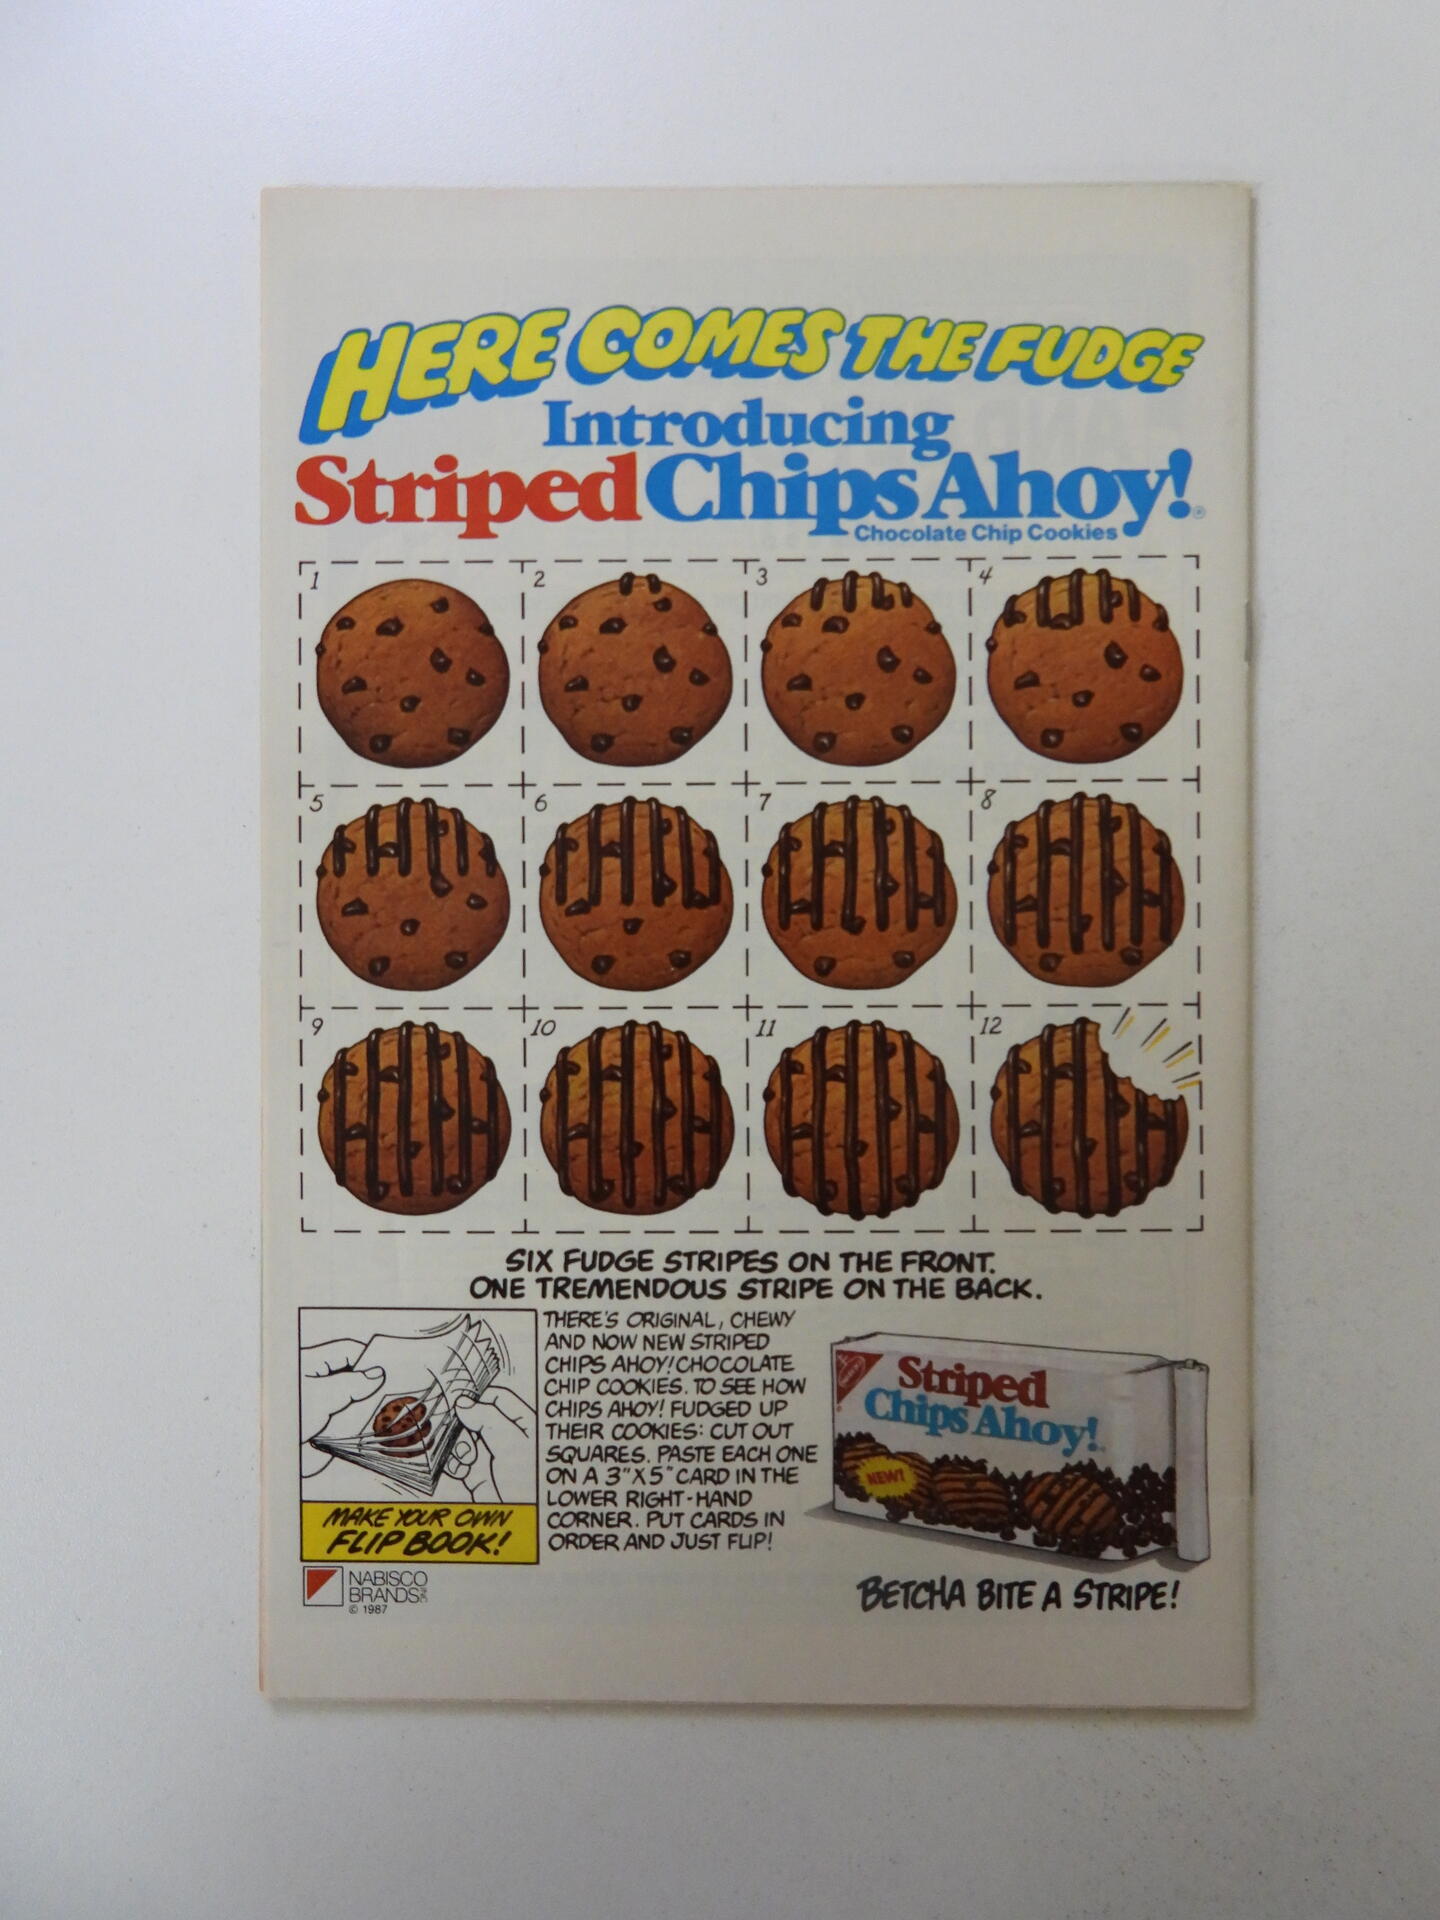 HERE COMES THE FUDGE
Introducing
Striped Chips Ahoy!®
Chocolate Chip Cookies
1
2
3
4
5
6
7
8
9
10
11
12
SIX FUDGE STRIPES ON THE FRONT.
ONE TREMENDOUS STRIPE ON THE BACK.
MAKE YOUR OWN
FLIP BOOK!
THERE'S ORIGINAL, CHEWY
AND NOW NEW STRIPED
CHIPS AHOY! CHOCOLATE
CHIP COOKIES. TO SEE HOW
CHIPS AHOY! FUDGED UP
THEIR COOKIES: CUT OUT
SQUARES. PASTE EACH ONE
ON A 3"X5" CARD IN THE
LOWER RIGHT-HAND
CORNER. PUT CARDS IN
ORDER AND JUST FLIP!
Striped
Chips Ahoy!
NEW!
BETCHA BITE A STRIPE!
NABISCO
BRANDS
© 1987